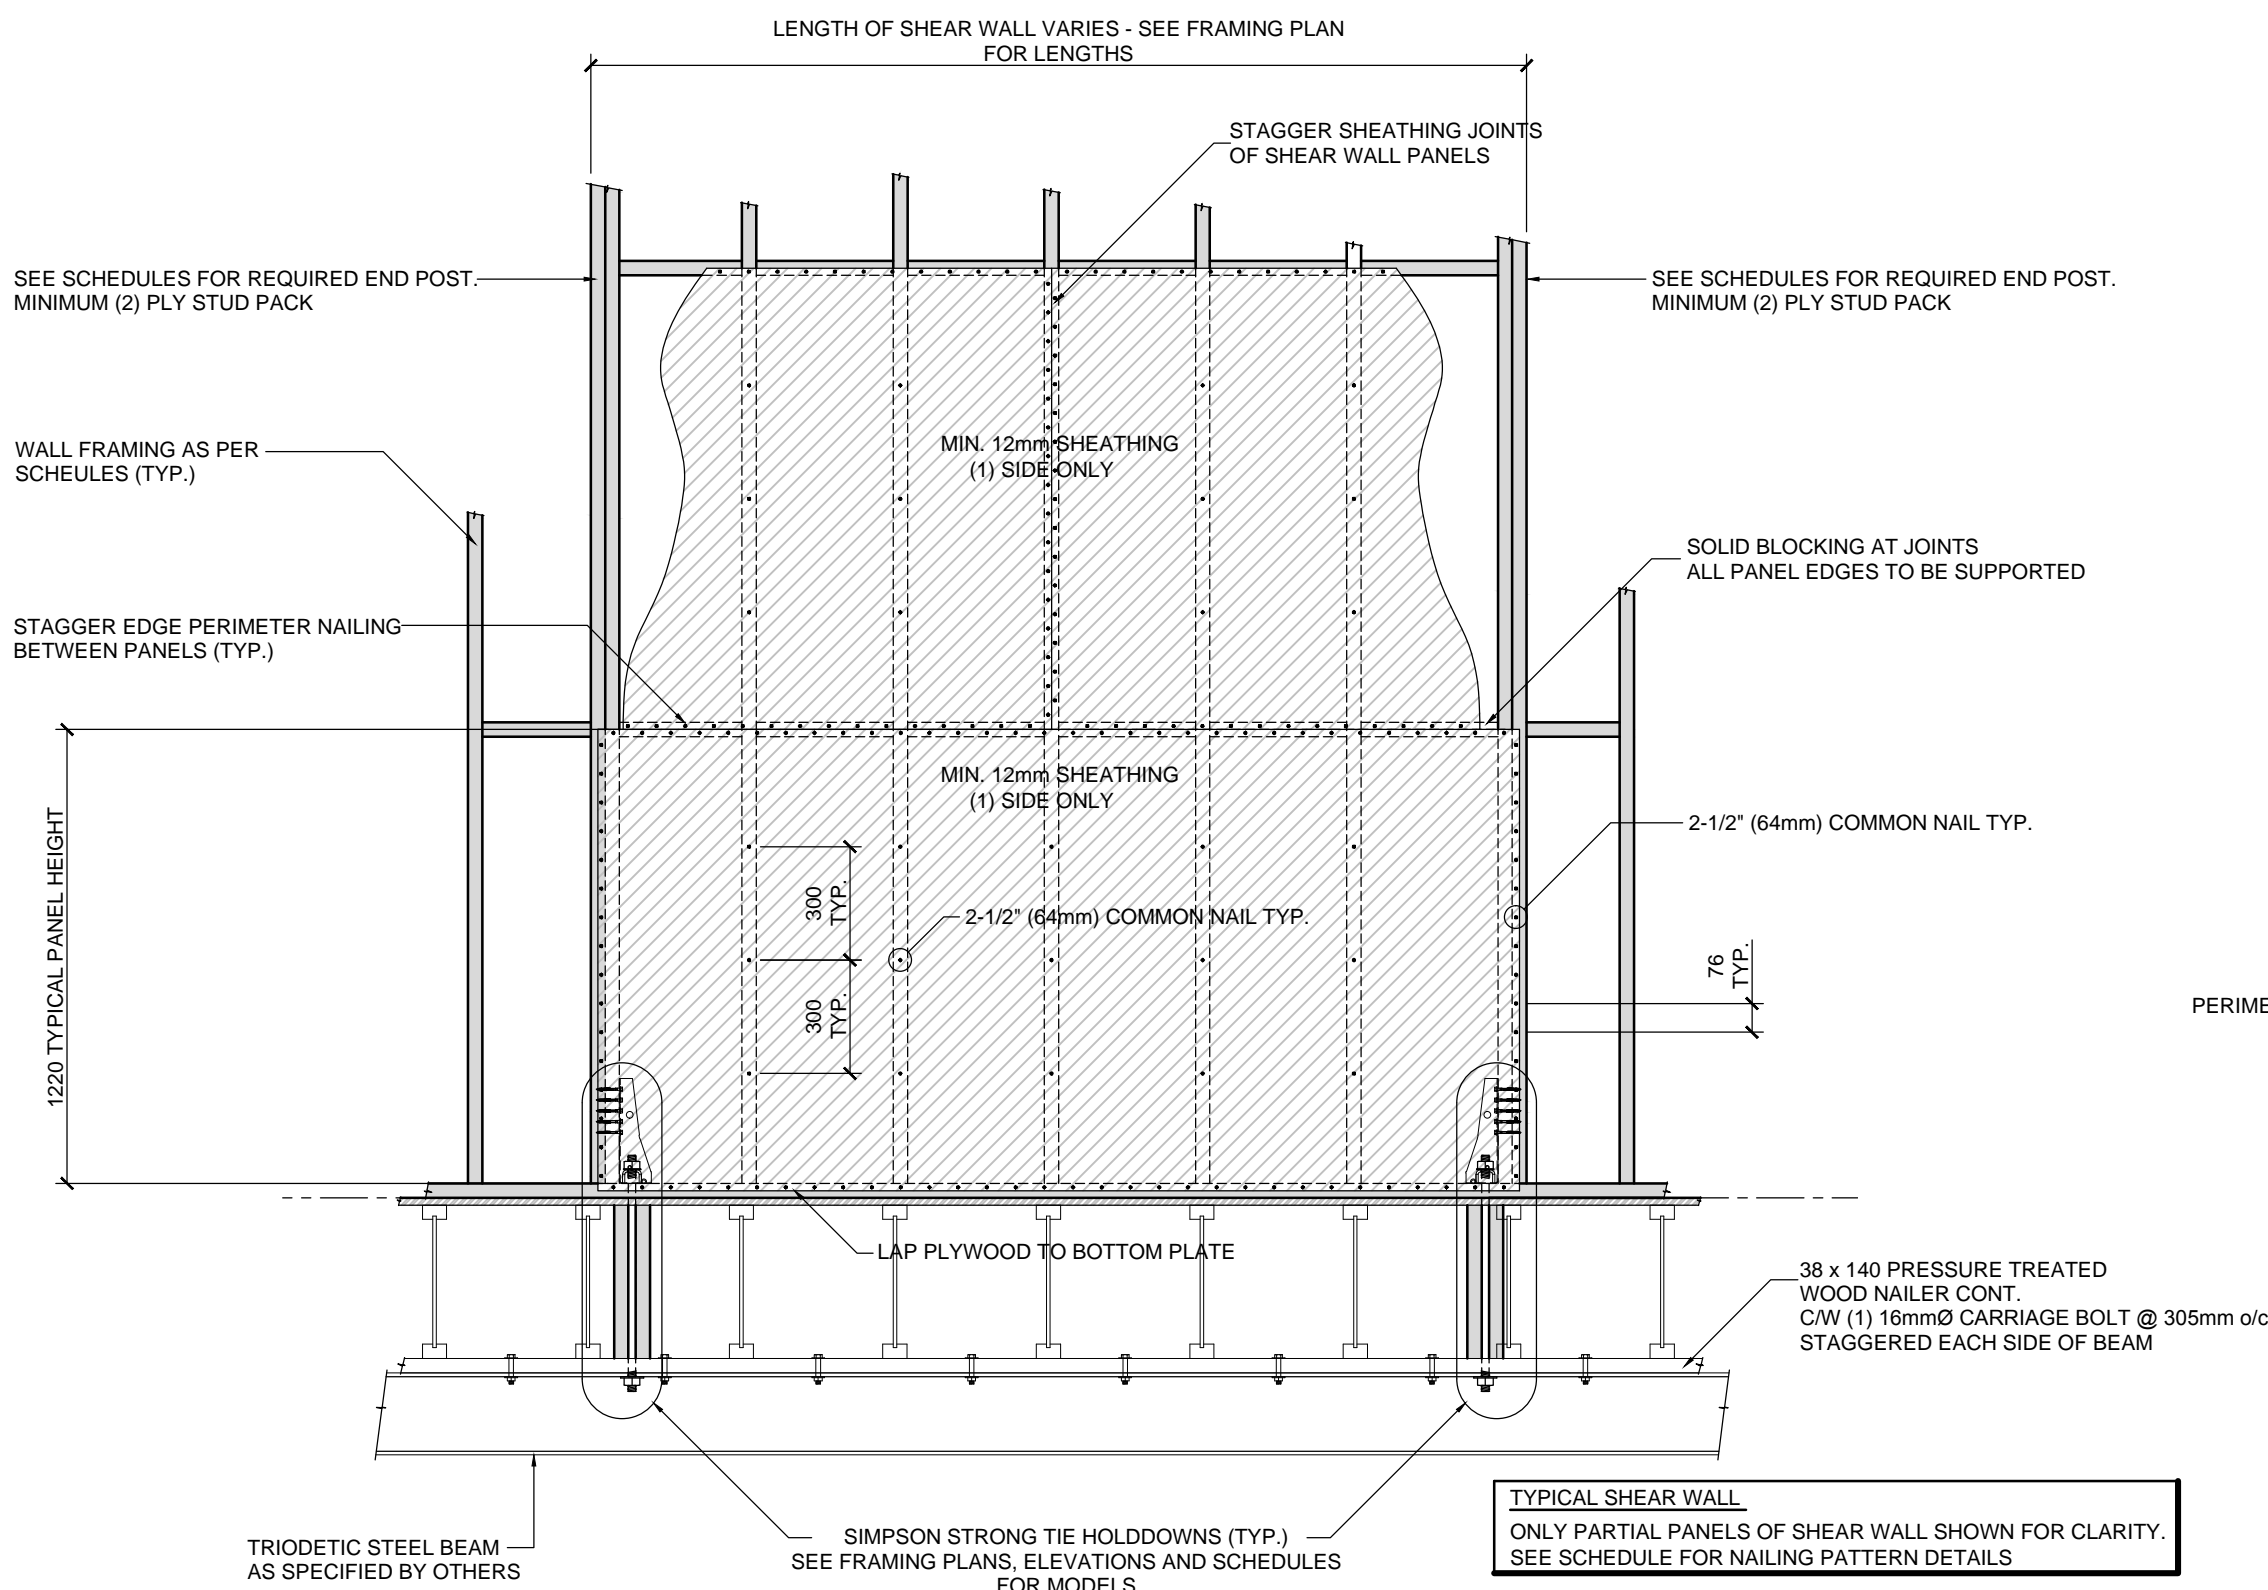 LENGTH OF SHEAR WALL VARIES - SEE FRAMING PLAN
FOR LENGTHS
STAGGER SHEATHING JOINTS
OF SHEAR WALL PANELS
SEE SCHEDULES FOR REQUIRED END POST.
MINIMUM (2) PLY STUD PACK
SEE SCHEDULES FOR REQUIRED END POST.
MINIMUM (2) PLY STUD PACK
WALL FRAMING AS PER
SCHEULES (TYP.)
MIN. 12mm SHEATHING
(1) SIDE ONLY
SOLID BLOCKING AT JOINTS
ALL PANEL EDGES TO BE SUPPORTED
STAGGER EDGE PERIMETER NAILING
BETWEEN PANELS (TYP.)
MIN. 12mm SHEATHING
(1) SIDE ONLY
1220 TYPICAL PANEL HEIGHT
2-1/2" (64mm) COMMON NAIL TYP.
300
TYP.
2-1/2" (64mm) COMMON NAIL TYP.
300
TYP.
76
TYP.
PERIME
LAP PLYWOOD TO BOTTOM PLATE
38 x 140 PRESSURE TREATED
WOOD NAILER CONT.
C/W (1) 16mmØ CARRIAGE BOLT @ 305mm o/c
STAGGERED EACH SIDE OF BEAM
TRIODETIC STEEL BEAM
AS SPECIFIED BY OTHERS
SIMPSON STRONG TIE HOLDDOWNS (TYP.)
SEE FRAMING PLANS, ELEVATIONS AND SCHEDULES
FOR MODELS
TYPICAL SHEAR WALL
ONLY PARTIAL PANELS OF SHEAR WALL SHOWN FOR CLARITY.
SEE SCHEDULE FOR NAILING PATTERN DETAILS